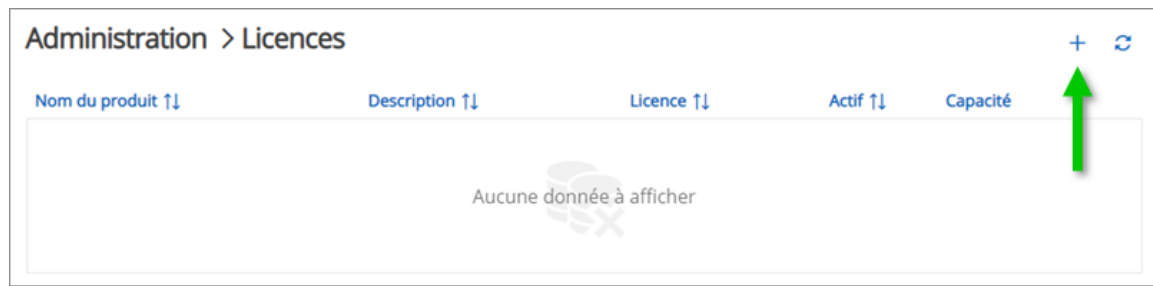 Administration > Licences
Nom du produit ↑↓ Description ↑↓ Licence ↑↓ Actif ↑↓ Capacité
Aucune donnée à afficher